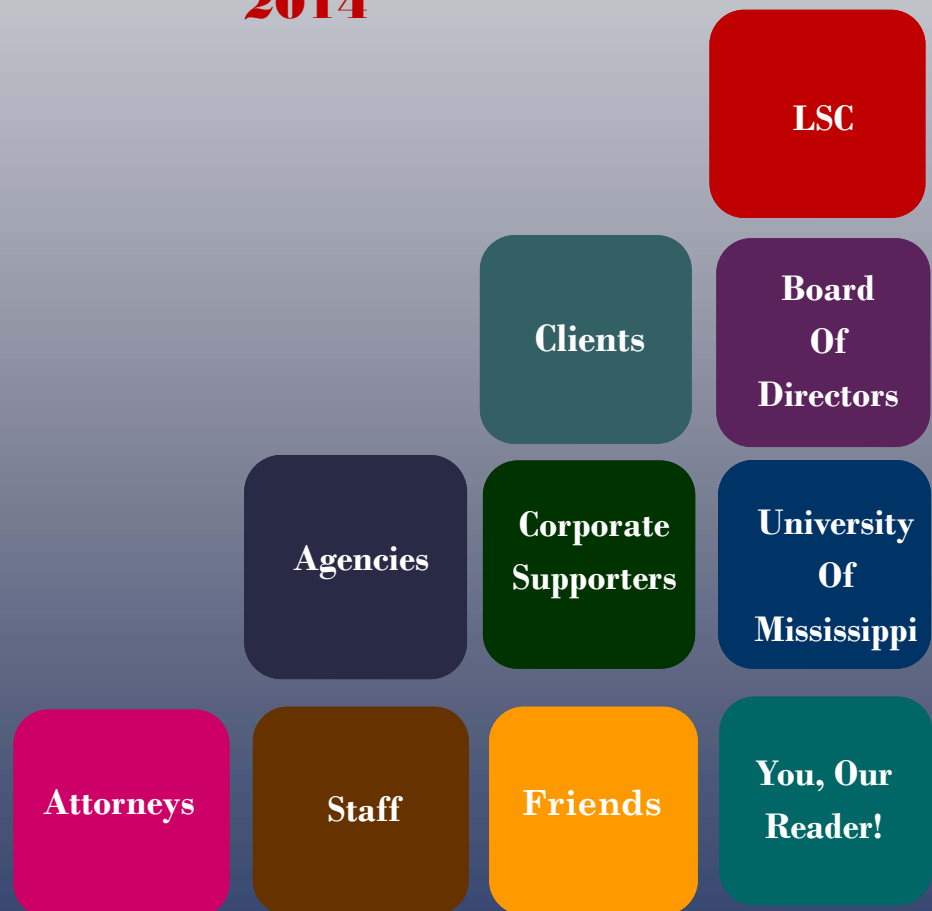 2014
LSC
Clients
Board
Of
Directors
Agencies
Corporate
Supporters
University
Of
Mississippi
Attorneys
Staff
Friends
You, Our
Reader!